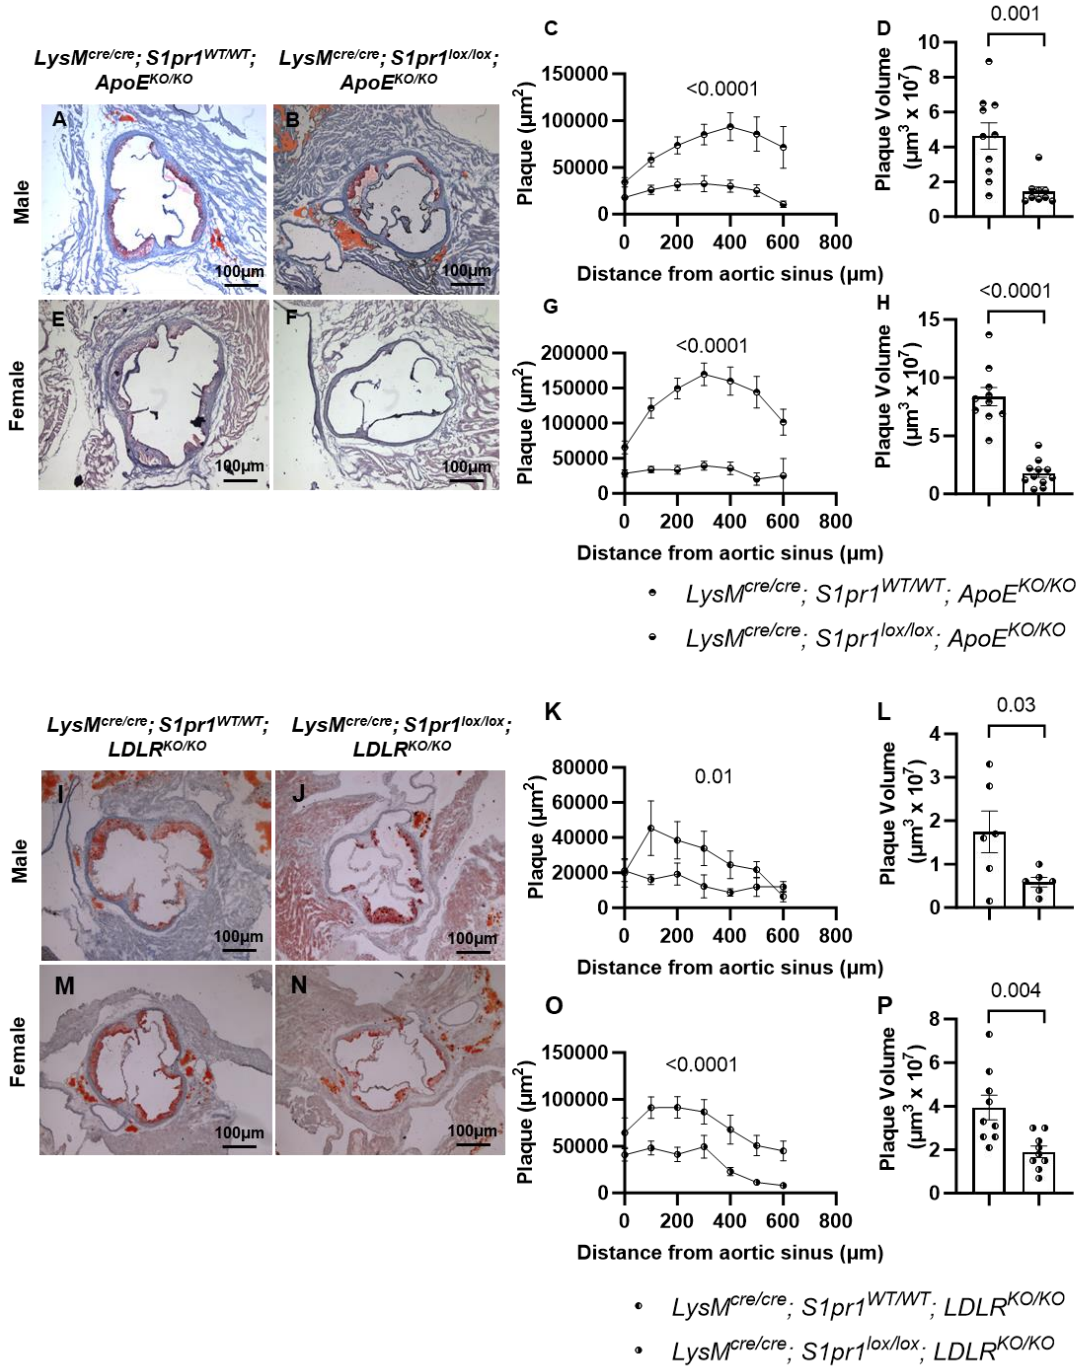 LysMcre/cre; S1pr1WT/WT;
ApoEKO/KO
LysMcre/cre; S1pr1lox/lox;
ApoEKO/KO
Male
A
100µm
B
100µm
C
Plaque (µm2)
150000
100000
50000
0
<0.0001
0 200 400 600 800
Distance from aortic sinus (µm)
D
Plaque Volume
(µm3 x 107)
10
8
6
4
2
0
0.001
Female
E
100µm
F
100µm
G
Plaque (µm2)
200000
150000
100000
50000
0
<0.0001
0 200 400 600 800
Distance from aortic sinus (µm)
H
Plaque Volume
(µm3 x 107)
15
10
5
0
<0.0001
LysMcre/cre; S1pr1WT/WT; ApoEKO/KO
LysMcre/cre; S1pr1lox/lox; ApoEKO/KO
LysMcre/cre; S1pr1WT/WT;
LDLRKO/KO
LysMcre/cre; S1pr1lox/lox;
LDLRKO/KO
Male
I
100µm
J
100µm
K
Plaque (µm2)
80000
60000
40000
20000
0
0.01
0 200 400 600 800
Distance from aortic sinus (µm)
L
Plaque Volume
(µm3 x 107)
4
3
2
1
0
0.03
Female
M
100µm
N
100µm
O
Plaque (µm2)
150000
100000
50000
0
<0.0001
0 200 400 600 800
Distance from aortic sinus (µm)
P
Plaque Volume
(µm3 x 107)
8
6
4
2
0
0.004
LysMcre/cre; S1pr1WT/WT; LDLRKO/KO
LysMcre/cre; S1pr1lox/lox; LDLRKO/KO